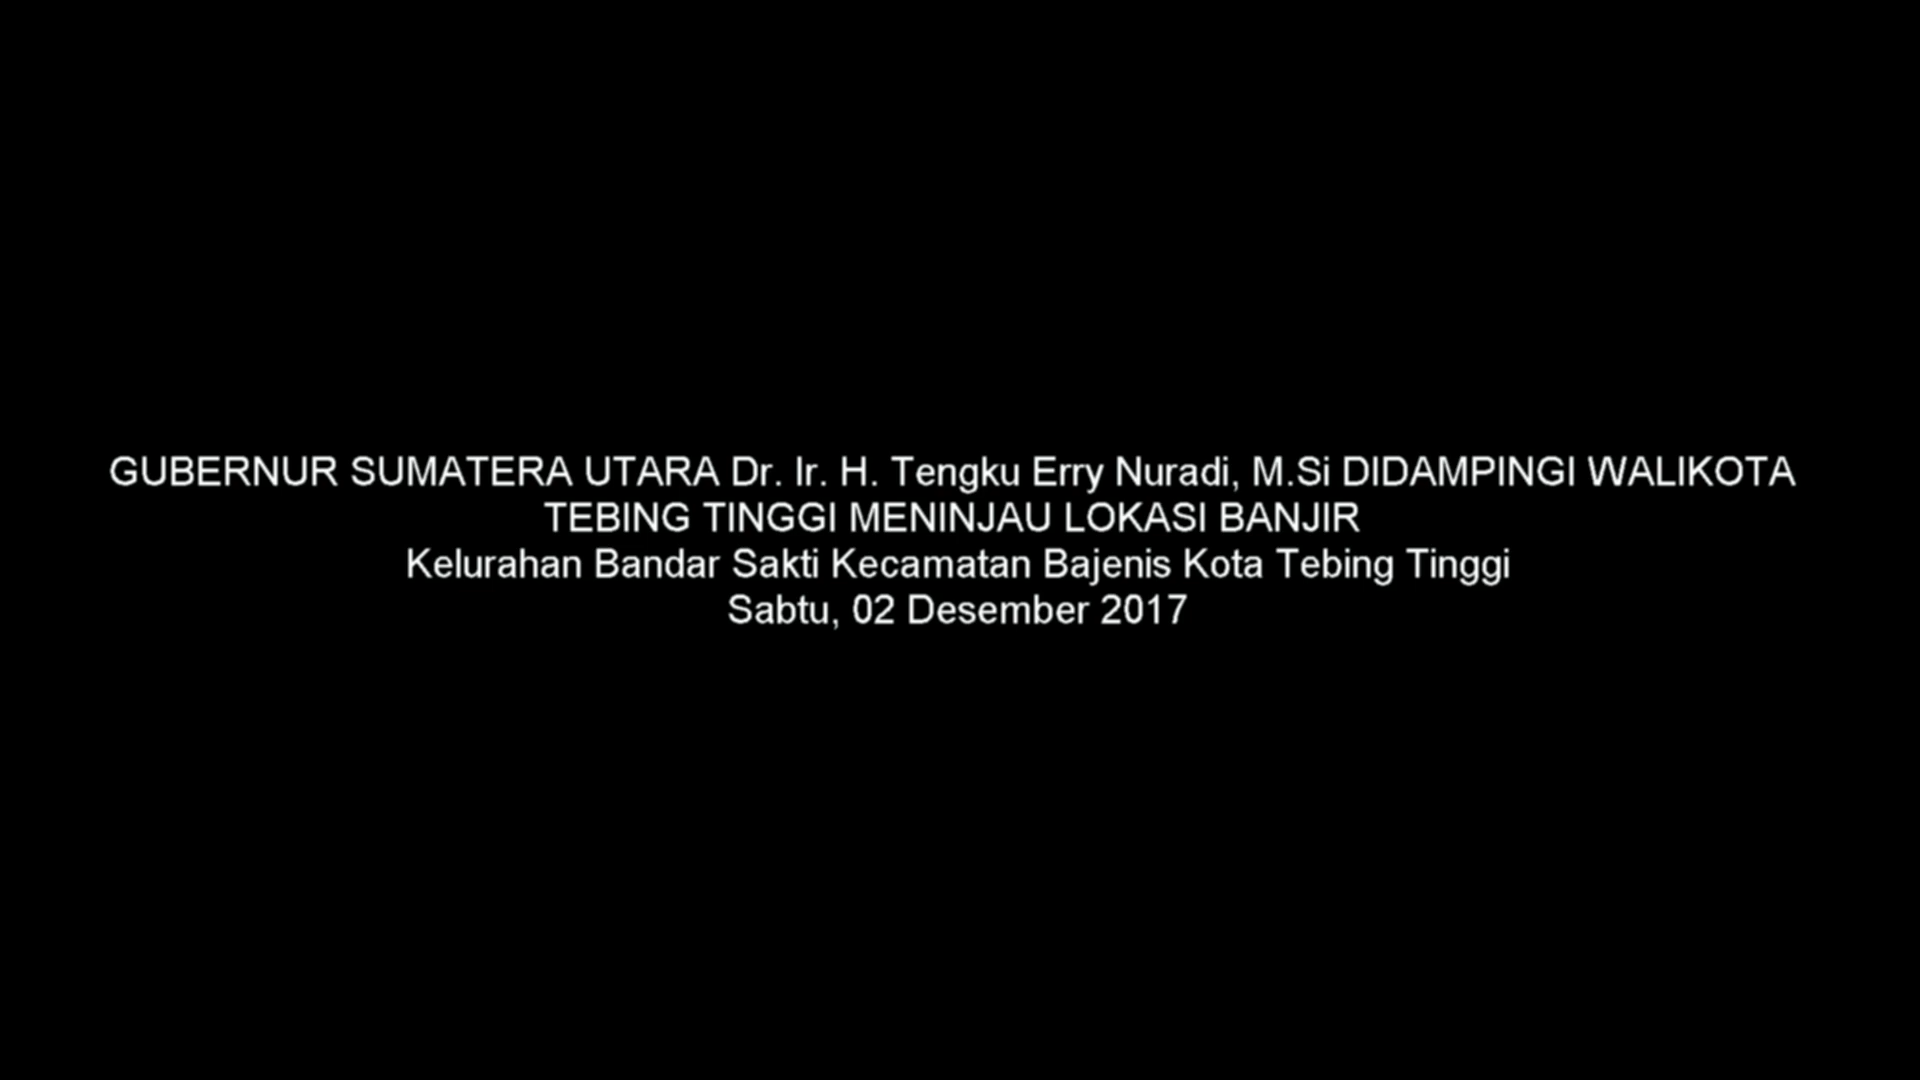 GUBERNUR SUMATERA UTARA Dr. Ir. H. Tengku Erry Nuradi, M.Si DIDAMPINGI WALIKOTA
TEBING TINGGI MENINJAU LOKASI BANJIR
Kelurahan Bandar Sakti Kecamatan Bajenis Kota Tebing Tinggi
Sabtu, 02 Desember 2017